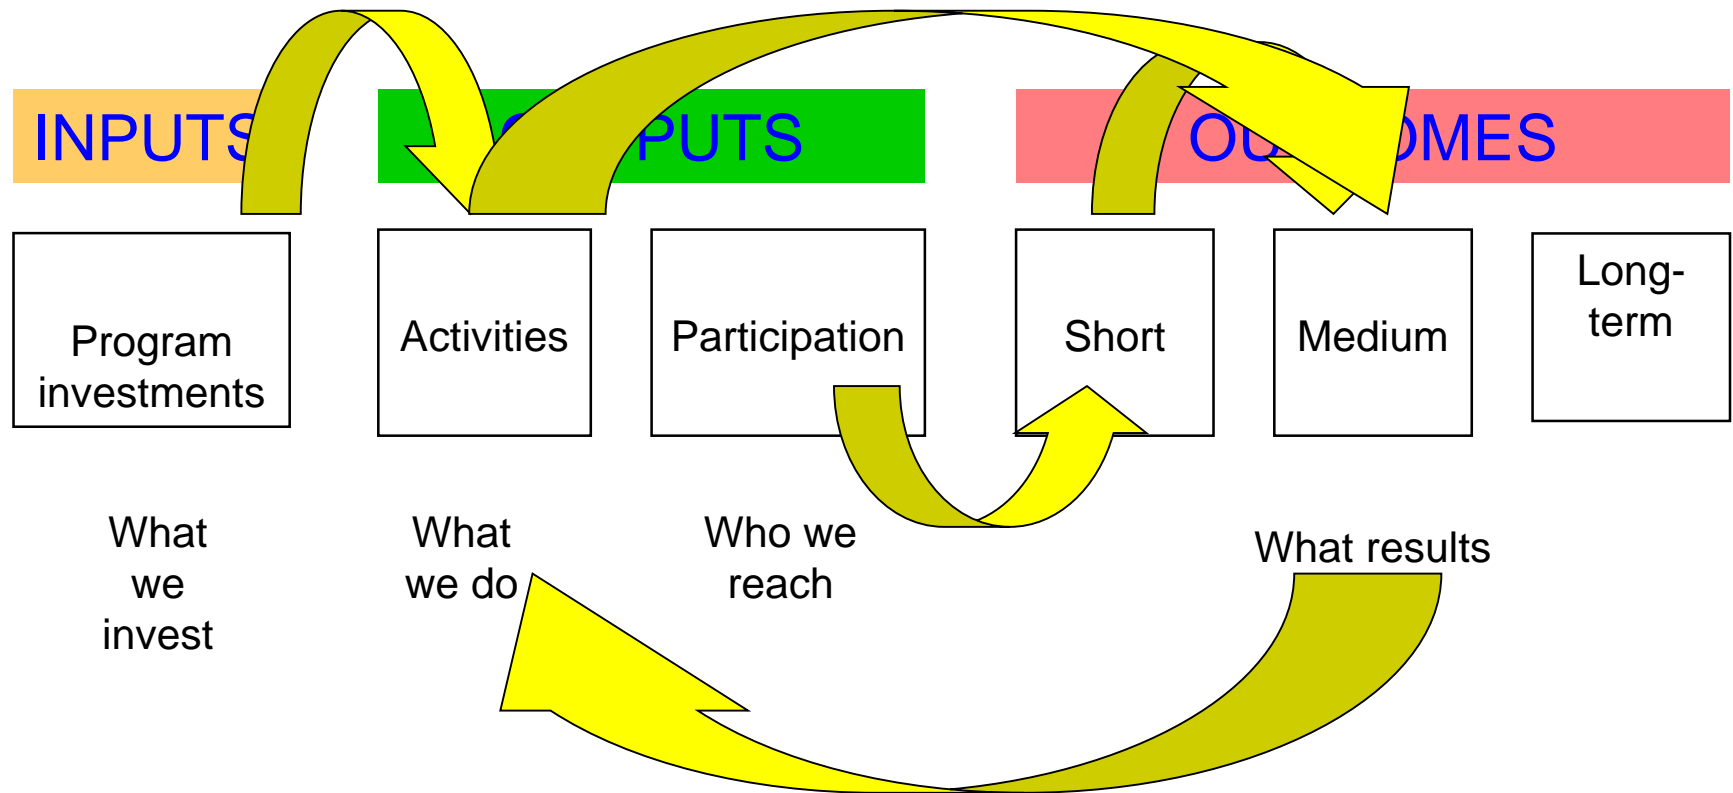 INPUTS
PUTS
OU OMES
Program
investments
Activities
Participation
Short
Medium
Long-
term
What
we
invest
What
we do
Who we
reach
What results